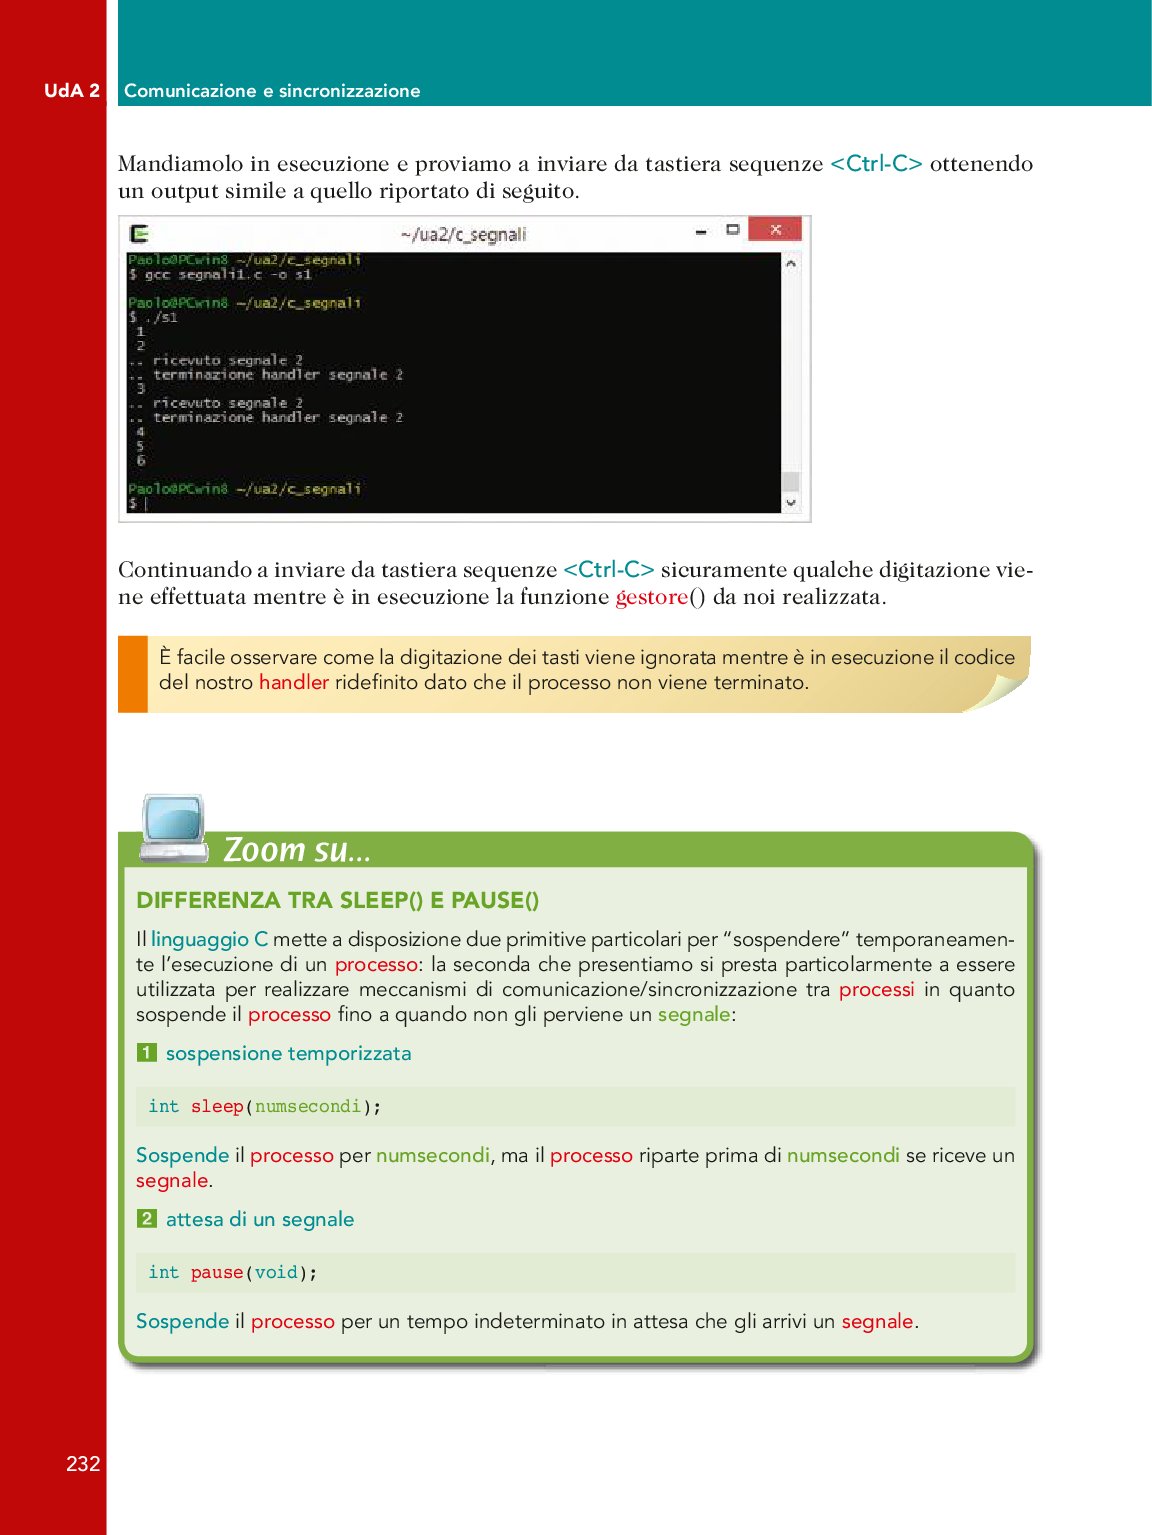 UdA 2 Comunicazione e sincronizzazione
Mandiamolo in esecuzione e proviamo a inviare da tastiera sequenze <Ctrl-C> ottenendo
un output simile a quello riportato di seguito.
~/ua2/c_segnali
Paolo@PCwin8 ~/ua2/c_segnali
$ gcc segnali1.c -o s1
Paolo@PCwin8 ~/ua2/c_segnali
$ ./s1
1
2
.. ricevuto segnale 2
.. terminazione handler segnale 2
3
.. ricevuto segnale 2
.. terminazione handler segnale 2
4
5
6
Paolo@PCwin8 ~/ua2/c_segnali
$
Continuando a inviare da tastiera sequenze <Ctrl-C> sicuramente qualche digitazione vie-
ne effettuata mentre è in esecuzione la funzione gestore() da noi realizzata.
È facile osservare come la digitazione dei tasti viene ignorata mentre è in esecuzione il codice
del nostro handler ridefinito dato che il processo non viene terminato.
Zoom su...
DIFFERENZA TRA SLEEP() E PAUSE()
Il linguaggio C mette a disposizione due primitive particolari per “sospendere” temporaneamen-
te l’esecuzione di un processo: la seconda che presentiamo si presta particolarmente a essere
utilizzata per realizzare meccanismi di comunicazione/sincronizzazione tra processi in quanto
sospende il processo fino a quando non gli perviene un segnale:
1 sospensione temporizzata
int sleep(numsecondi);
Sospende il processo per numsecondi, ma il processo riparte prima di numsecondi se riceve un
segnale.
2 attesa di un segnale
int pause(void);
Sospende il processo per un tempo indeterminato in attesa che gli arrivi un segnale.
232